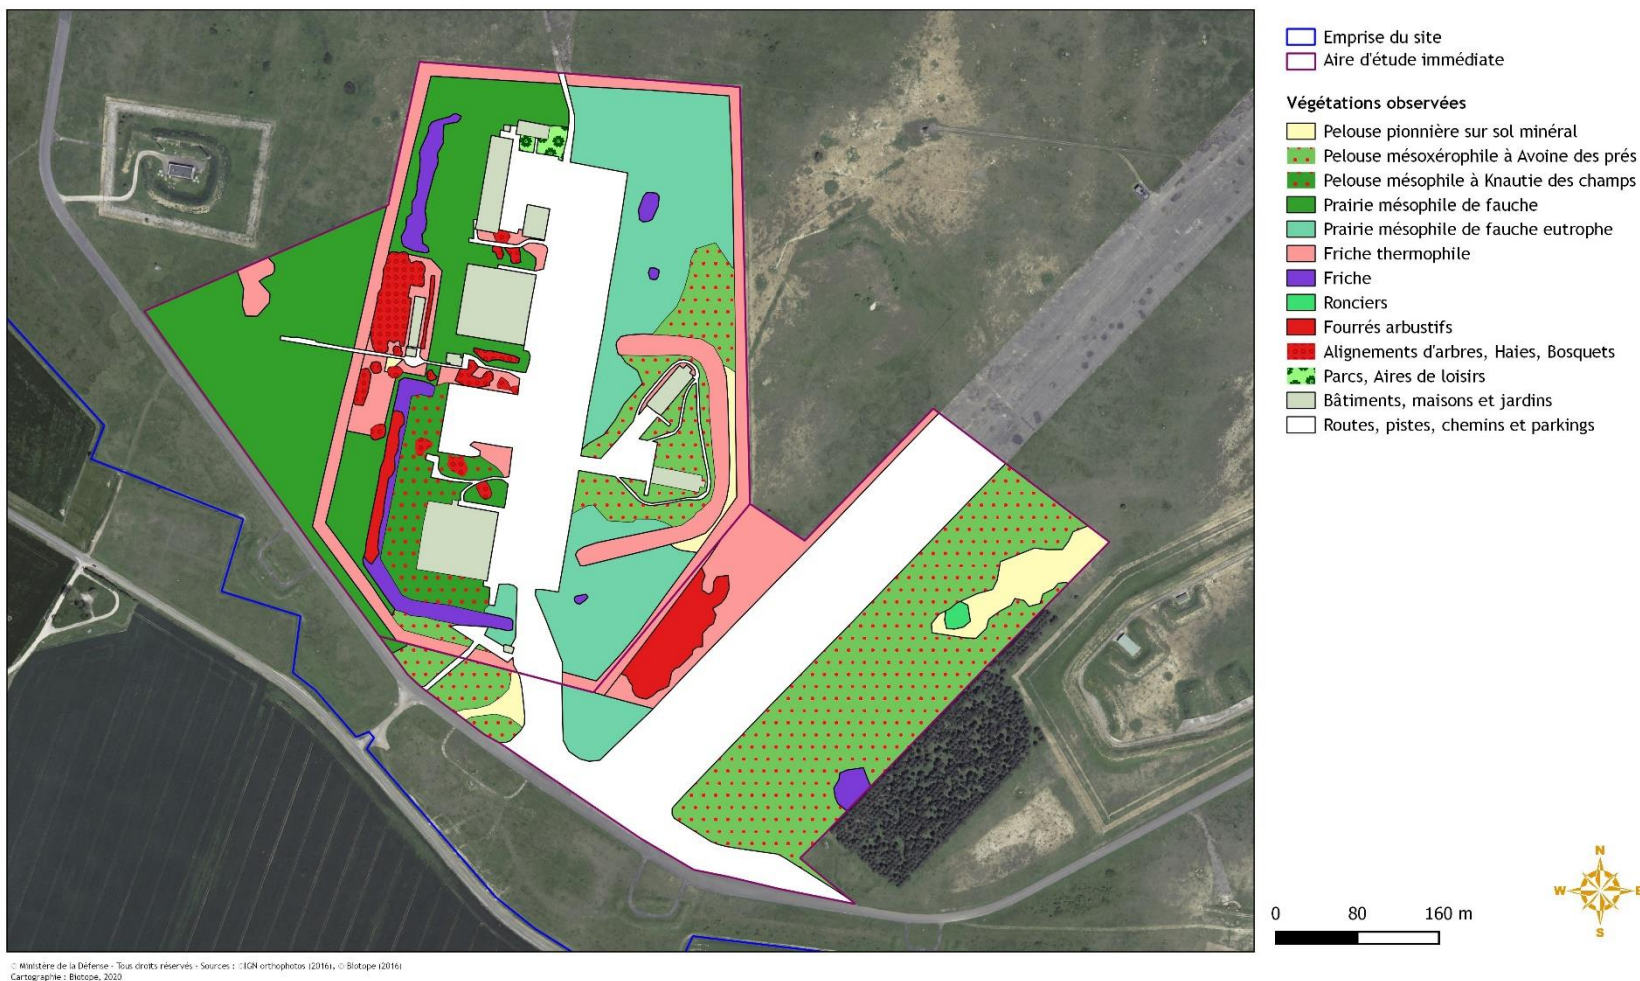 Emprise du site
Aire d'étude immédiate
Végétations observées
Pelouse pionnière sur sol minéral
Pelouse mésoxérophile à Avoine des prés
Pelouse mésophile à Knautie des champs
Prairie mésophile de fauche
Prairie mésophile de fauche eutrophe
Friche thermophile
Friche
Ronciers
Fourrés arbustifs
Alignements d'arbres, Haies, Bosquets
Parcs, Aires de loisirs
Bâtiments, maisons et jardins
Routes, pistes, chemins et parkings
N
W E
S
0 80 160 m
© Ministère de la Défense - Tous droits réservés - Sources : ©IGN orthophotos (2016), © Biotope (2016)
Cartographie : Biotope, 2020